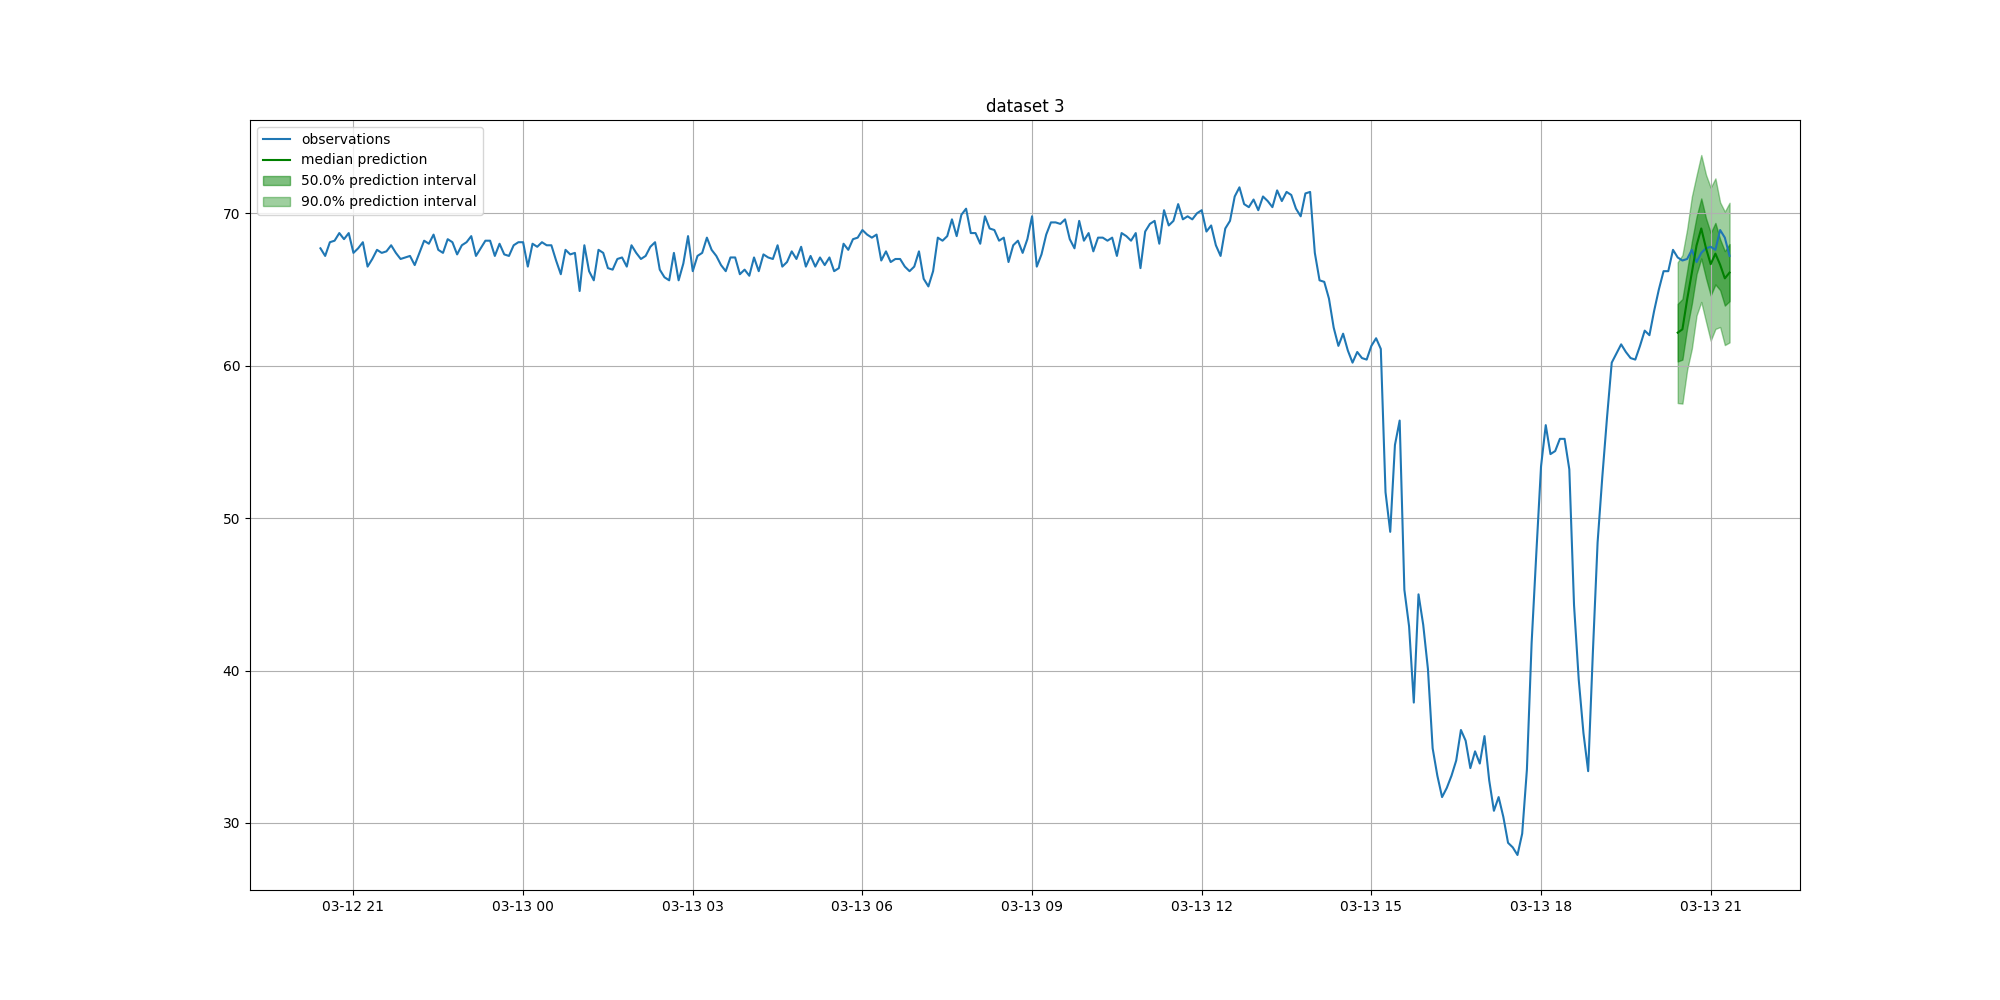 dataset 3
observations
median prediction
50.0% prediction interval
90.0% prediction interval
70
60
50
40
30
03-12 21
03-13 00
03-13 03
03-13 06
03-13 09
03-13 12
03-13 15
03-13 18
03-13 21